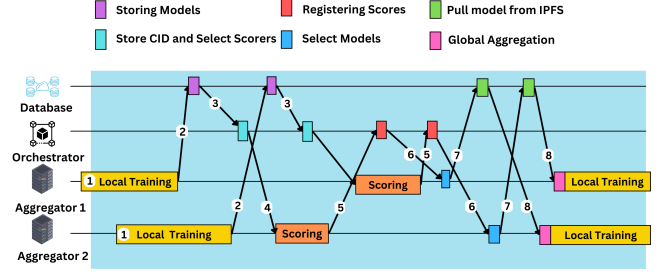 Storing Models
Registering Scores
Pull model from IPFS
Store CID and Select Scorers
Select Models
Global Aggregation
Database
3
3
2
Orchestrator
6
5
7
8
1
Local Training
Scoring
Local Training
Aggregator 1
2
4
5
6
7
8
1
Local Training
Scoring
Local Training
Aggregator 2